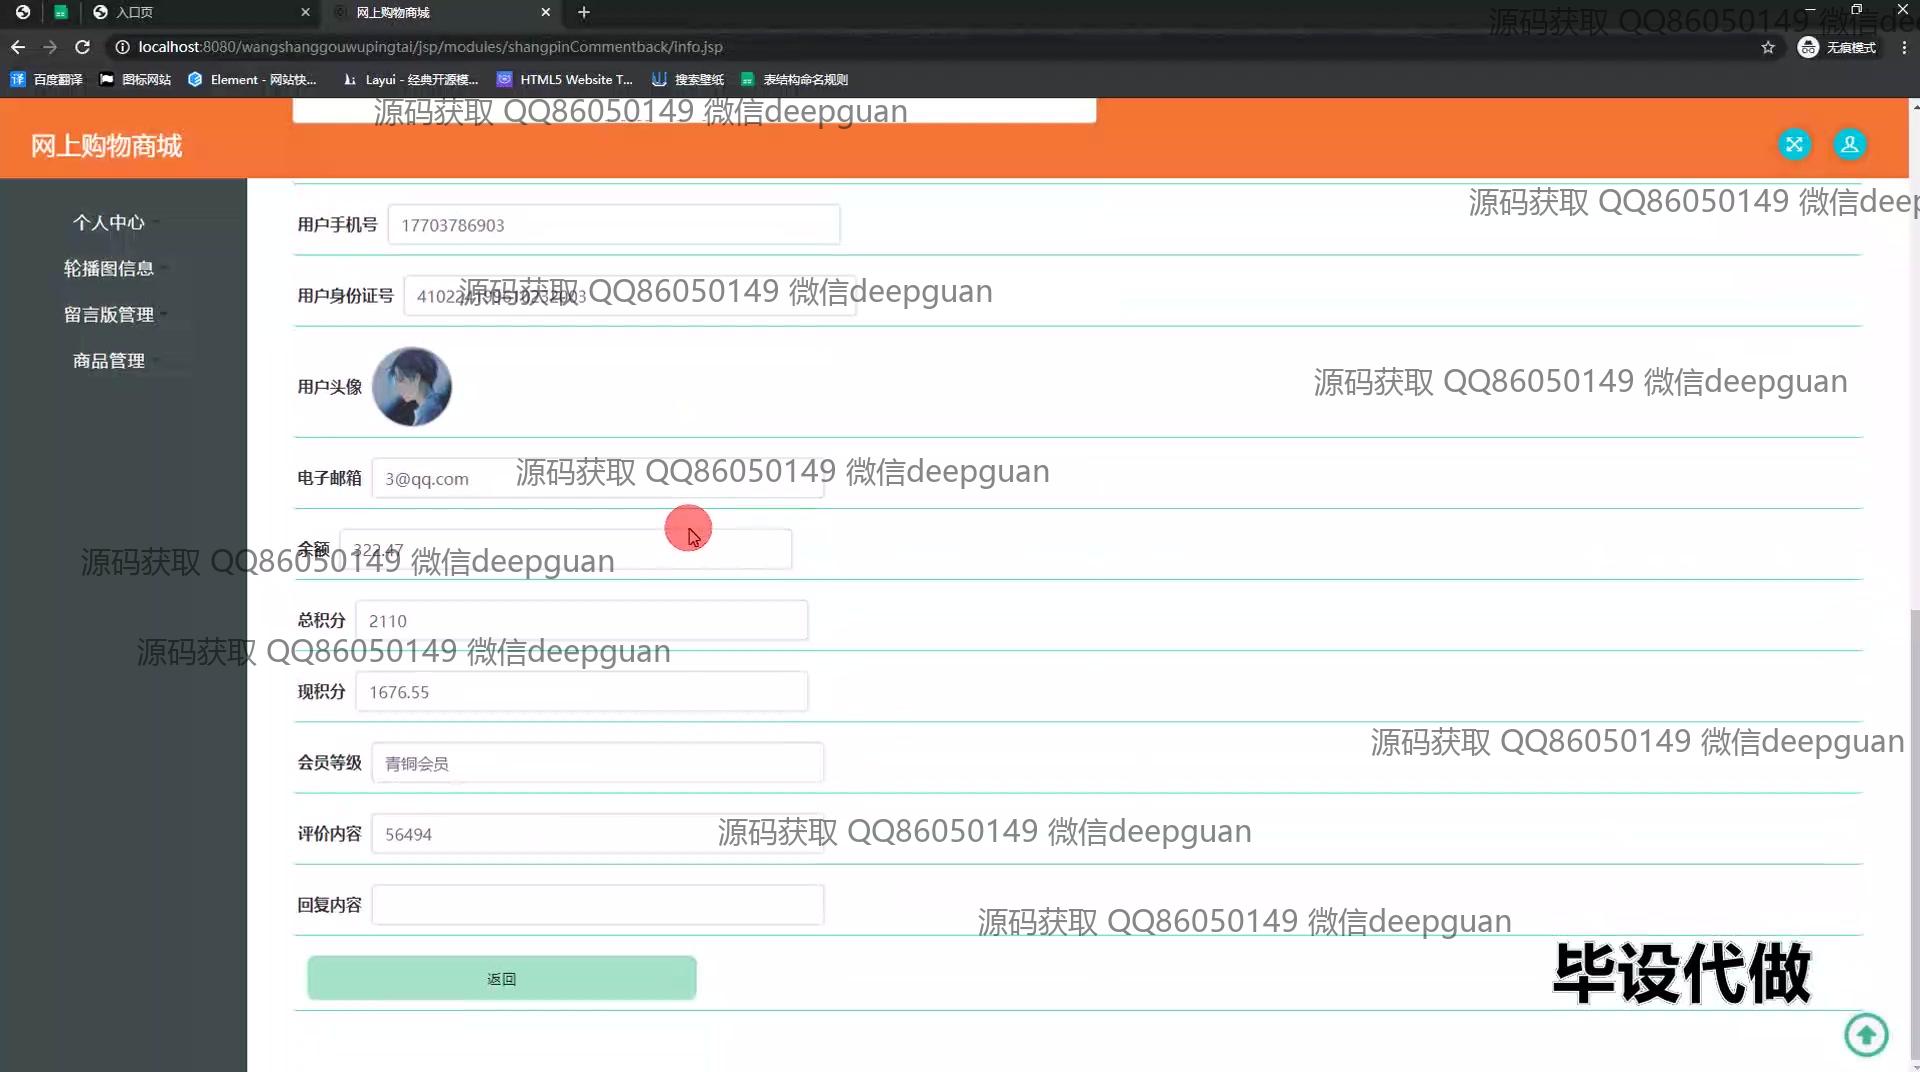 入口页
网上购物商城
localhost:8080/wangshanggouwupingtai/jsp/modules/shangpinCommentback/info.jsp
无痕模式
百度翻译
图标网站
Element - 网站快...
Layui - 经典开源模...
HTML5 Website T...
搜索壁纸
表结构命名规则
源码获取 QQ86050149 微信dee
源码获取 QQ86050149 微信deepguan
网上购物商城
源码获取 QQ86050149 微信deep
个人中心
轮播图信息
留言版管理
商品管理
用户手机号 17703786903
用户身份证号
源码获取 QQ86050149 微信deepguan
用户头像
源码获取 QQ86050149 微信deepguan
电子邮箱 3@qq.com
源码获取 QQ86050149 微信deepguan
余额 322.47
源码获取 QQ86050149 微信deepguan
总积分 2110
源码获取 QQ86050149 微信deepguan
现积分 1676.55
源码获取 QQ86050149 微信deepguan
会员等级 青铜会员
评价内容 56494
源码获取 QQ86050149 微信deepguan
回复内容
源码获取 QQ86050149 微信deepguan
返回
毕设代做